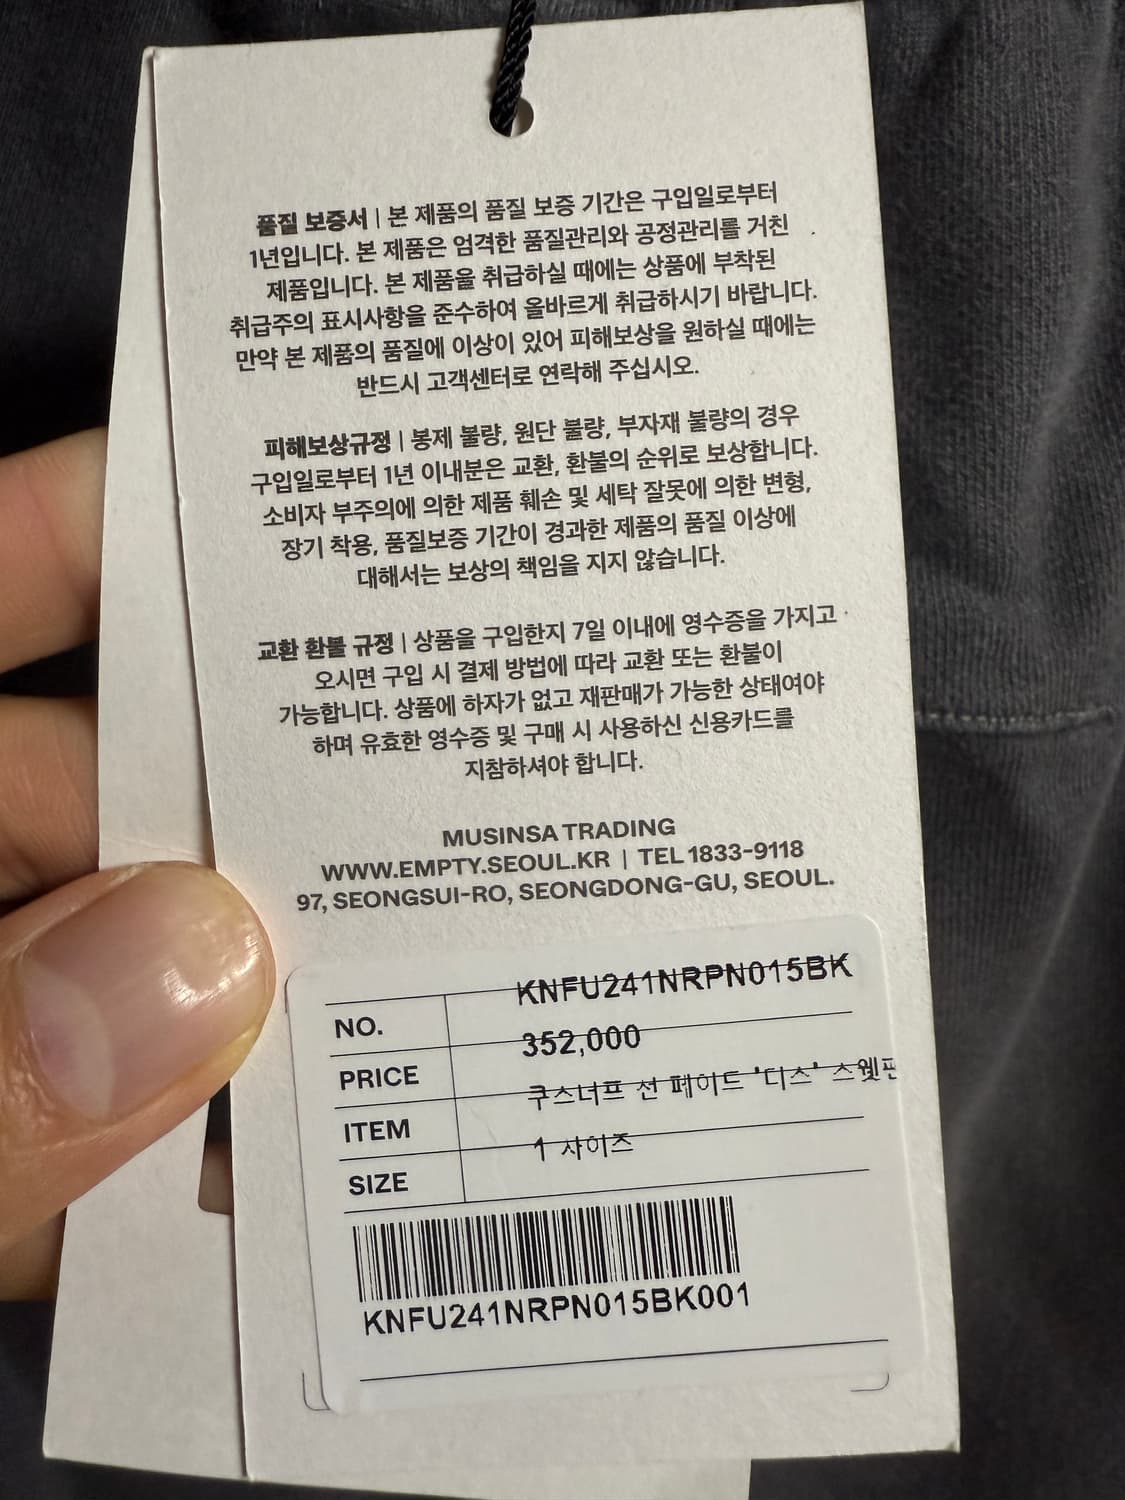 품질 보증서 | 본 제품의 품질 보증 기간은 구입일로부터
1년입니다. 본 제품은 엄격한 품질관리와 공정관리를 거친
제품입니다. 본 제품을 취급하실 때에는 상품에 부착된
취급주의 표시사항을 준수하여 올바르게 취급하시기 바랍니다.
만약 본 제품의 품질에 이상이 있어 피해보상을 원하실 때에는
반드시 고객센터로 연락해 주십시오.
피해보상규정 | 봉제 불량, 원단 불량, 부자재 불량의 경우
구입일로부터 1년 이내분은 교환, 환불의 순위로 보상합니다.
소비자 부주의에 의한 제품 훼손 및 세탁 잘못에 의한 변형,
장기 착용, 품질보증 기간이 경과한 제품의 품질 이상에
대해서는 보상의 책임을 지지 않습니다.
교환 환불 규정 | 상품을 구입한지 7일 이내에 영수증을 가지고
오시면 구입 시 결제 방법에 따라 교환 또는 환불이
가능합니다. 상품에 하자가 없고 재판매가 가능한 상태여야
하며 유효한 영수증 및 구매 시 사용하신 신용카드를
지참하셔야 합니다.
MUSINSA TRADING
WWW.EMPTY.SEOUL.KR | TEL 1833-9118
97, SEONGSUI-RO, SEONGDONG-GU, SEOUL.
NO. KNFU241NRPN015BK
PRICE 352,000
ITEM 쿠스너프 선 페이드 '디스' 스웻팬
SIZE 1 사이즈
KNFU241NRPN015BK001